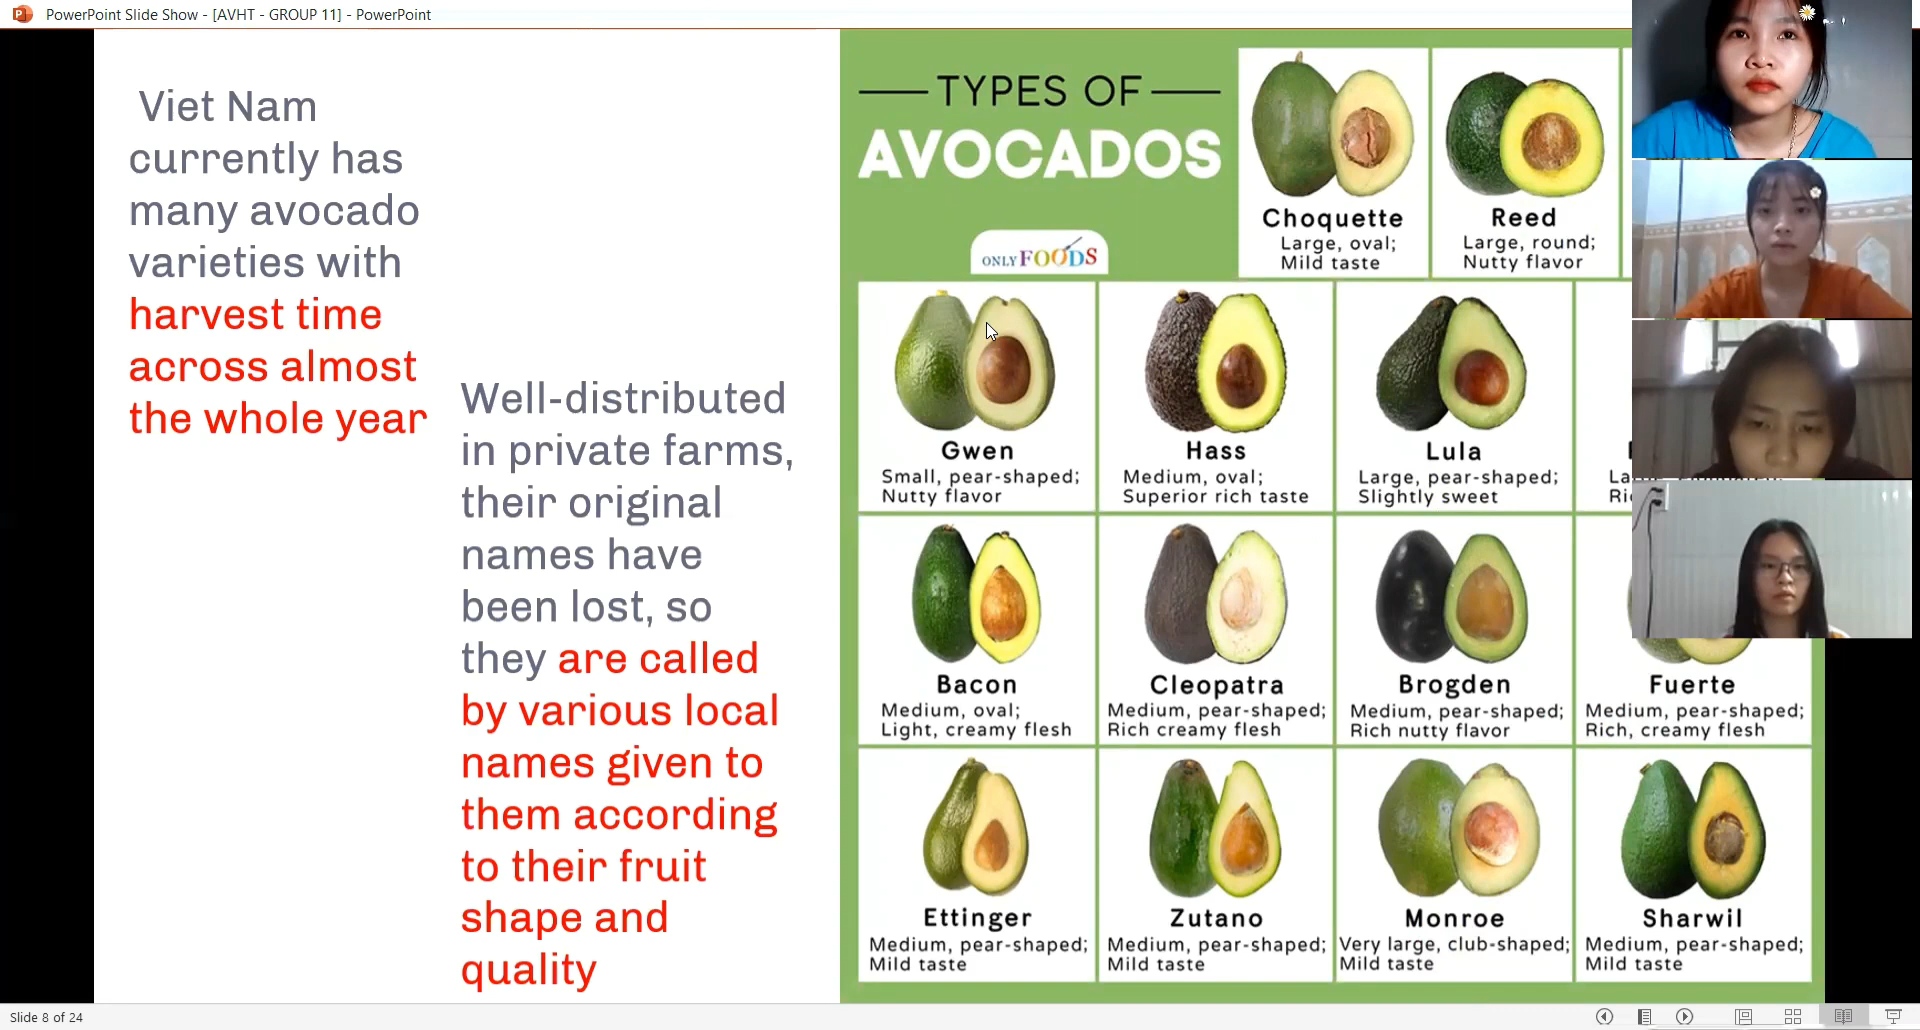 PowerPoint Slide Show - [AVHT - GROUP 11] - PowerPoint
Viet Nam
currently has
many avocado
varieties with
harvest time
across almost
the whole year
Well-distributed
in private farms,
their original
names have
been lost, so
they are called
by various local
names given to
them according
to their fruit
shape and
quality
TYPES OF
AVOCADOS
ONLYFOODS
Choquette
Large, oval;
Mild taste
Reed
Large, round;
Nutty flavor
Gwen
Small, pear-shaped;
Nutty flavor
Hass
Medium, oval;
Superior rich taste
Lula
Large, pear-shaped;
Slightly sweet
Bacon
Medium, oval;
Light, creamy flesh
Cleopatra
Medium, pear-shaped;
Rich creamy flesh
Brogden
Medium, pear-shaped;
Rich nutty flavor
Fuerte
Medium, pear-shaped;
Rich, creamy flesh
Ettinger
Medium, pear-shaped;
Mild taste
Zutano
Medium, pear-shaped;
Mild taste
Monroe
Very large, club-shaped;
Mild taste
Sharwil
Medium, pear-shaped;
Mild taste
Slide 8 of 24